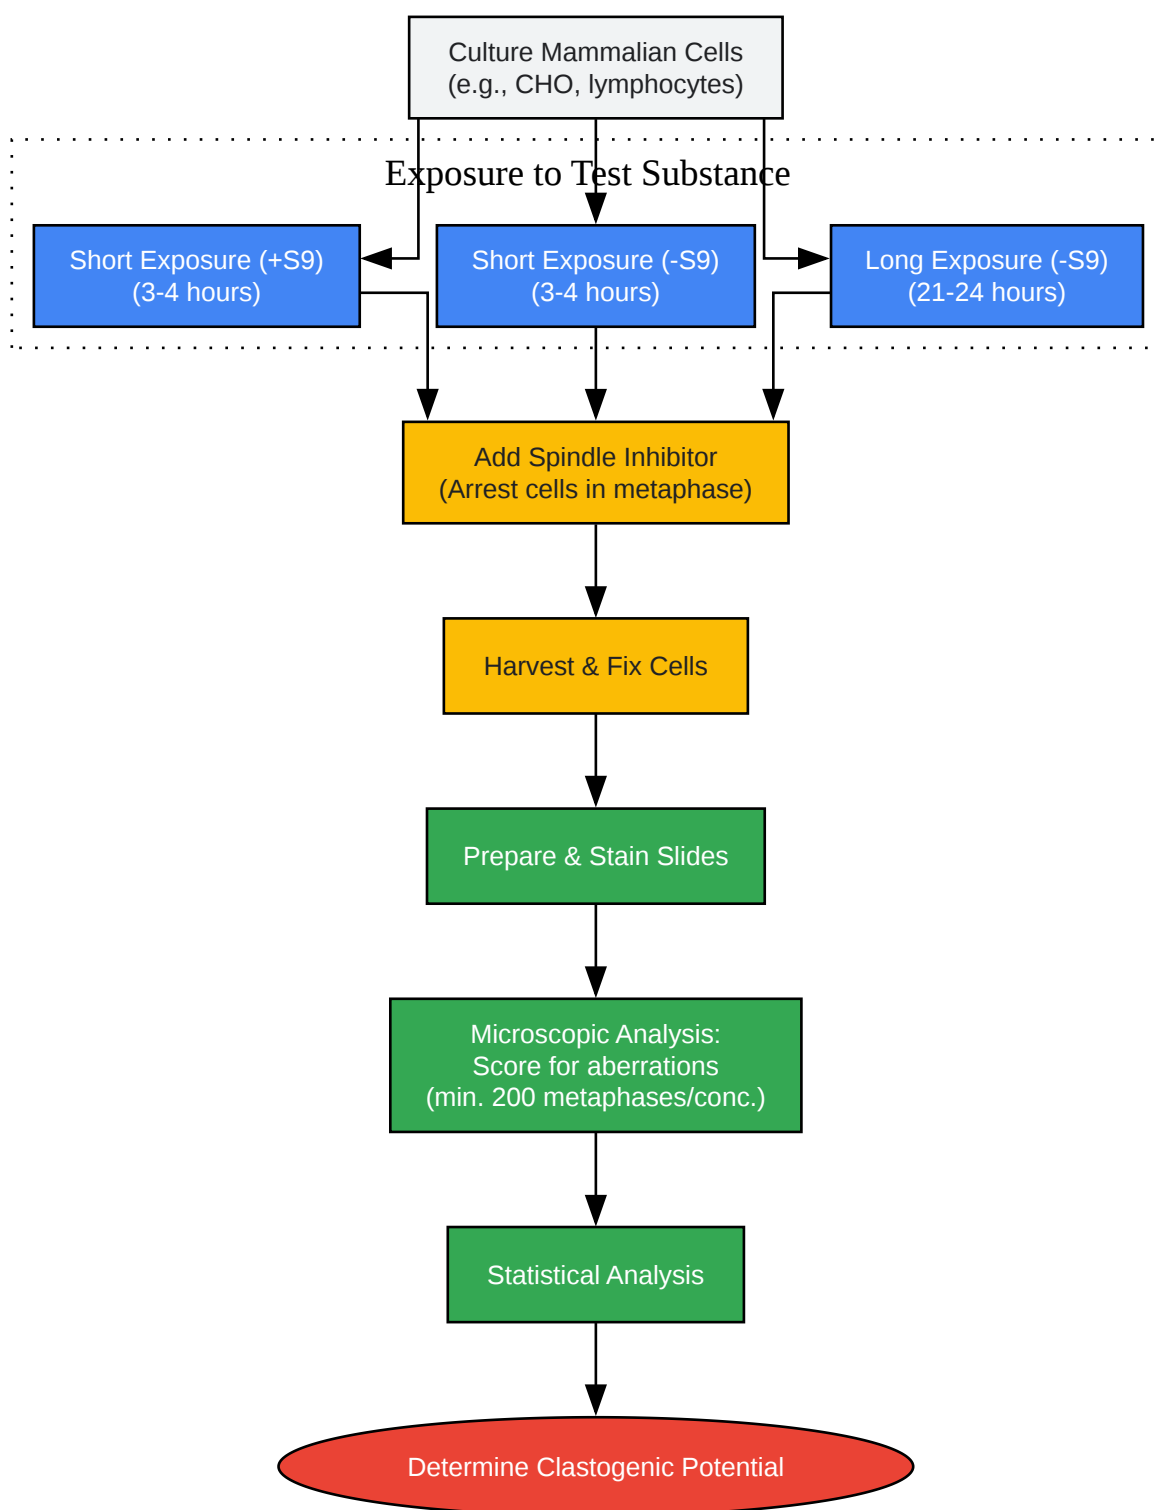 Culture Mammalian Cells
(e.g., CHO, lymphocytes)
Exposure to Test Substance
Short Exposure (+S9)
(3-4 hours)
Short Exposure (-S9)
(3-4 hours)
Long Exposure (-S9)
(21-24 hours)
Add Spindle Inhibitor
(Arrest cells in metaphase)
Harvest & Fix Cells
Prepare & Stain Slides
Microscopic Analysis:
Score for aberrations
(min. 200 metaphases/conc.)
Statistical Analysis
Determine Clastogenic Potential